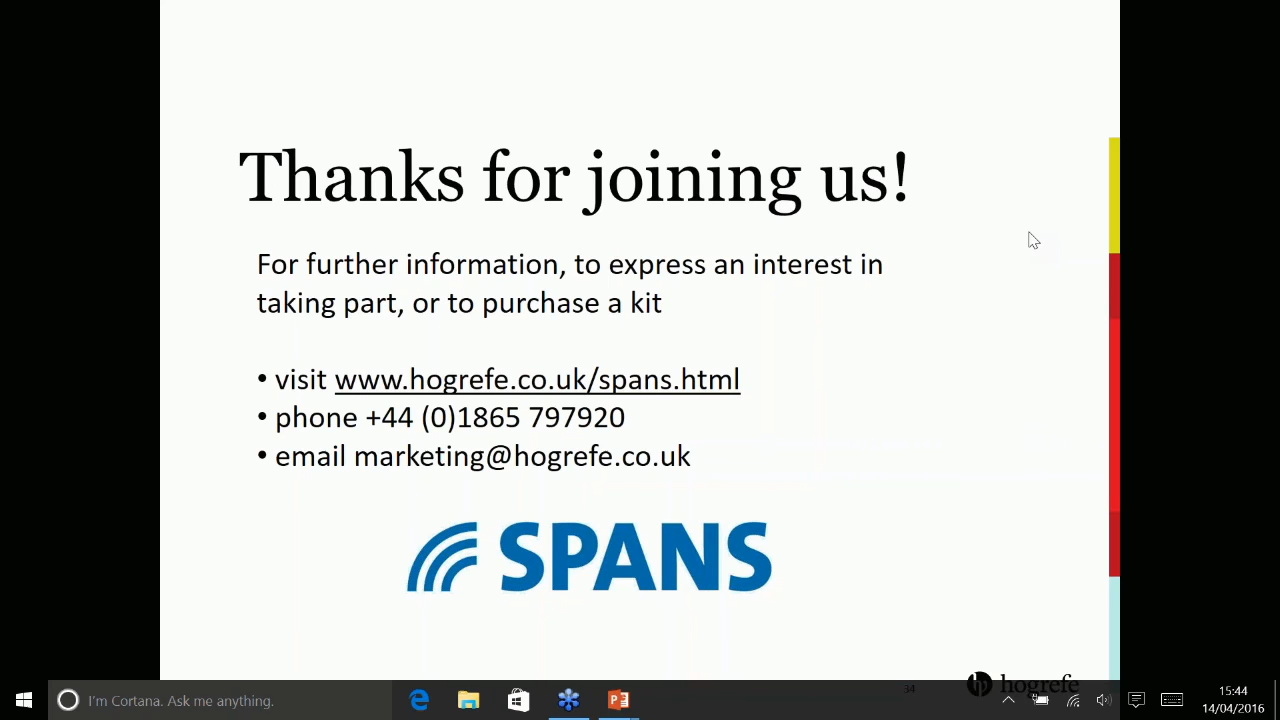 Thanks for joining us!
For further information, to express an interest in
taking part, or to purchase a kit
• visit www.hogrefe.co.uk/spans.html
• phone +44 (0)1865 797920
• email marketing@hogrefe.co.uk
SPANS
34
hogrefe
I'm Cortana. Ask me anything.
15:44
14/04/2016